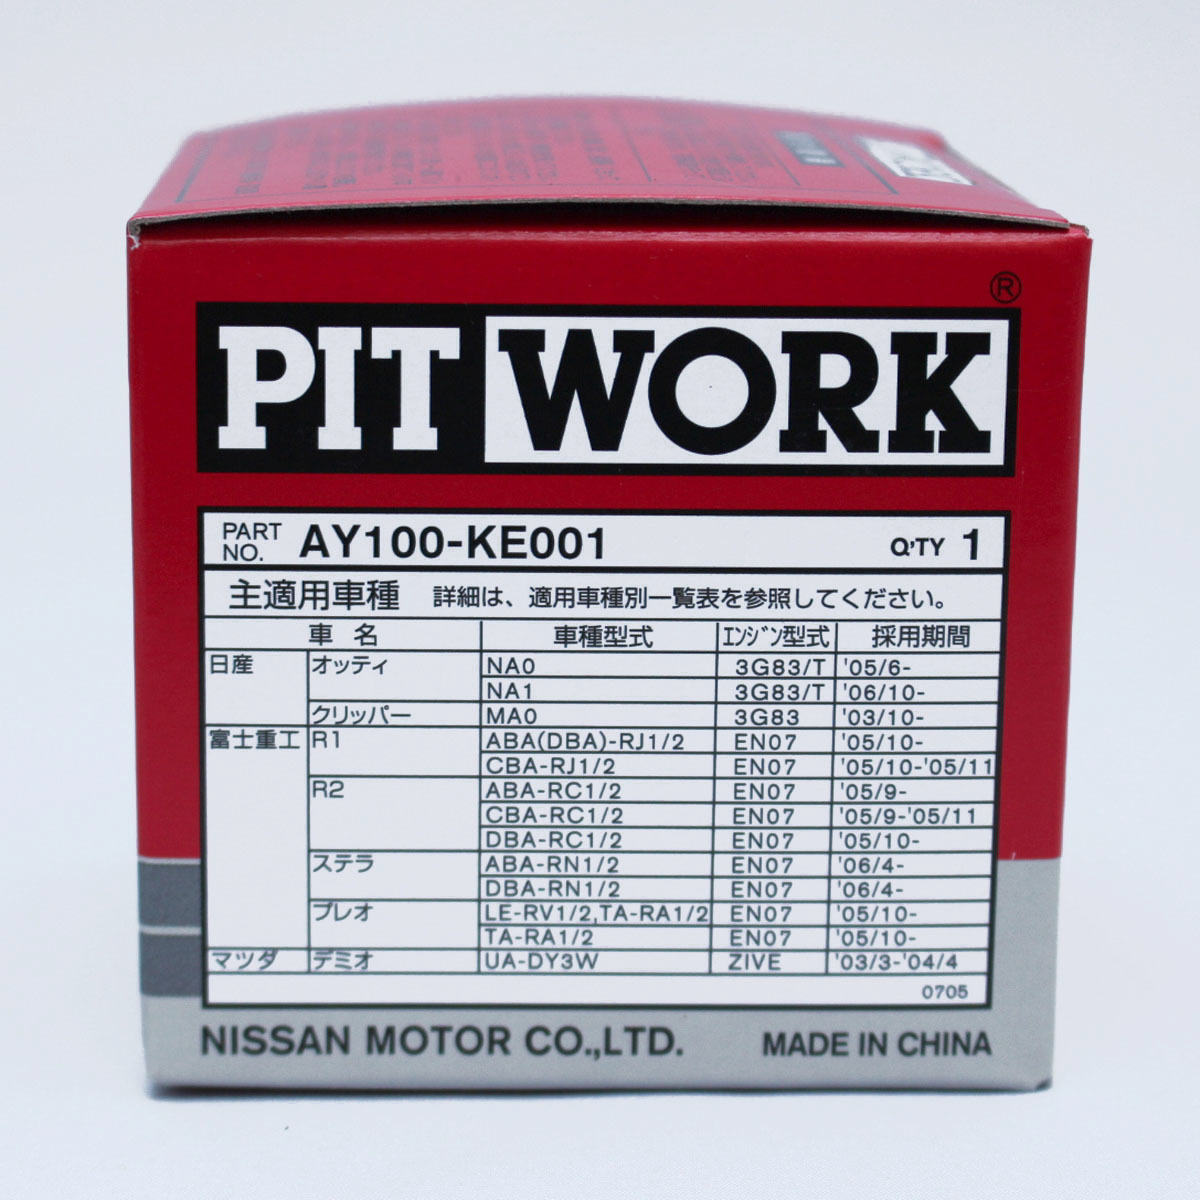 ®
PIT WORK
PART NO. AY100-KE001 Q'TY 1
主適用車種 詳細は、適用車種別一覧表を参照してください。
車 名 車種型式 エンジン型式 採用期間
日産 オッティ NA0 3G83/T '05/6-
NA1 3G83/T '06/10-
クリッパー MA0 3G83 '03/10-
富士重工 R1 ABA(DBA)-RJ1/2 EN07 '05/10-
CBA-RJ1/2 EN07 '05/10-'05/11
R2 ABA-RC1/2 EN07 '05/9-
CBA-RC1/2 EN07 '05/9-'05/11
DBA-RC1/2 EN07 '05/10-
ステラ ABA-RN1/2 EN07 '06/4-
DBA-RN1/2 EN07 '06/4-
プレオ LE-RV1/2,TA-RA1/2 EN07 '05/10-
TA-RA1/2 EN07 '05/10-
マツダ デミオ UA-DY3W ZIVE '03/3-'04/4
0705
NISSAN MOTOR CO.,LTD. MADE IN CHINA